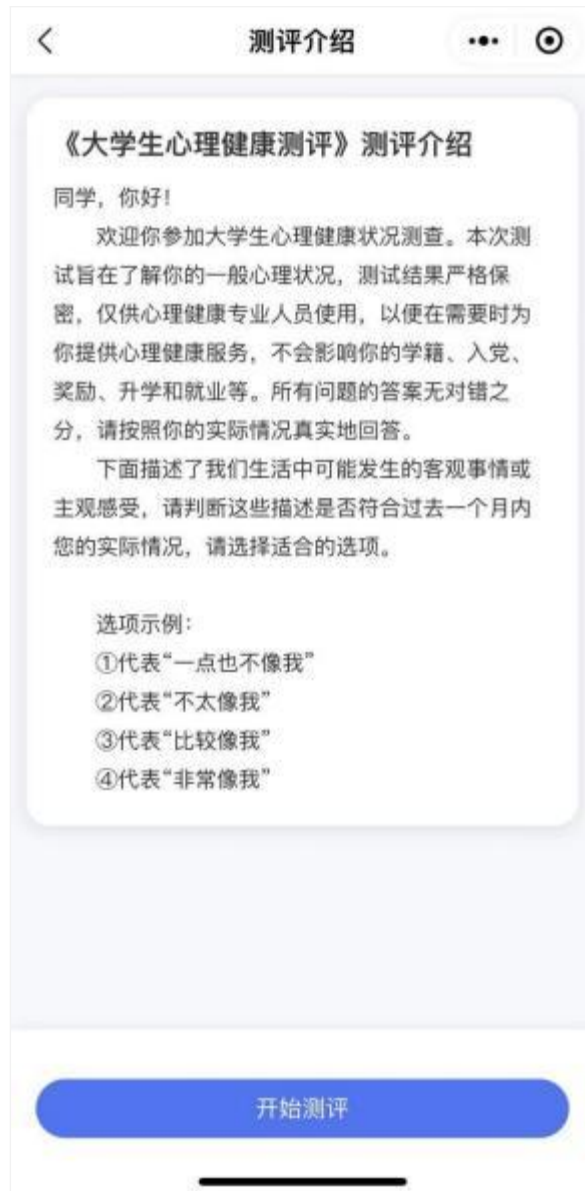 测评介绍
《大学生心理健康测评》测评介绍
同学，你好！
欢迎你参加大学生心理健康状况测查。本次测
试旨在了解你的一般心理状况，测试结果严格保
密，仅供心理健康专业人员使用，以便在需要时为
你提供心理健康服务，不会影响你的学籍、入党、
奖励、升学和就业等。所有问题的答案无对错之
分，请按照你的实际情况真实地回答。
下面描述了我们生活中可能发生的客观事情或
主观感受，请判断这些描述是否符合过去一个月内
您的实际情况，请选择适合的选项。
选项示例：
①代表“一点也不像我”
②代表“不太像我”
③代表“比较像我”
④代表“非常像我”
开始测评